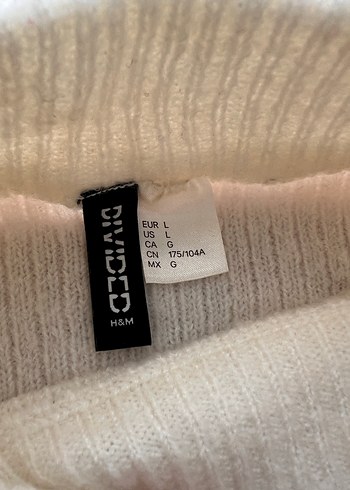 DIVIDED
H&M
EUR L
US L
CA G
CN 175/104A
MX G